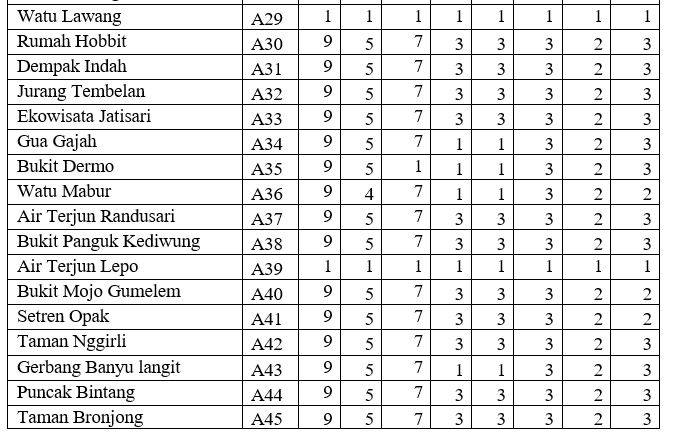 Watu Lawang A29 1 1 1 1 1 1 1 1
Rumah Hobbit A30 9 5 7 3 3 3 2 3
Dempak Indah A31 9 5 7 3 3 3 2 3
Jurang Tembelan A32 9 5 7 3 3 3 2 3
Ekowisata Jatisari A33 9 5 7 3 3 3 2 3
Gua Gajah A34 9 5 7 1 1 3 2 3
Bukit Dermo A35 9 5 1 1 1 3 2 3
Watu Mabur A36 9 4 7 1 1 3 2 2
Air Terjun Randusari A37 9 5 7 3 3 3 2 3
Bukit Panguk Kediwung A38 9 5 7 3 3 3 2 3
Air Terjun Lepo A39 1 1 1 1 1 1 1 1
Bukit Mojo Gumelem A40 9 5 7 3 3 3 2 2
Setren Opak A41 9 5 7 3 3 3 2 2
Taman Nggirli A42 9 5 7 3 3 3 2 3
Gerbang Banyu langit A43 9 5 7 1 1 3 2 3
Puncak Bintang A44 9 5 7 3 3 3 2 3
Taman Bronjong A45 9 5 7 3 3 3 2 3